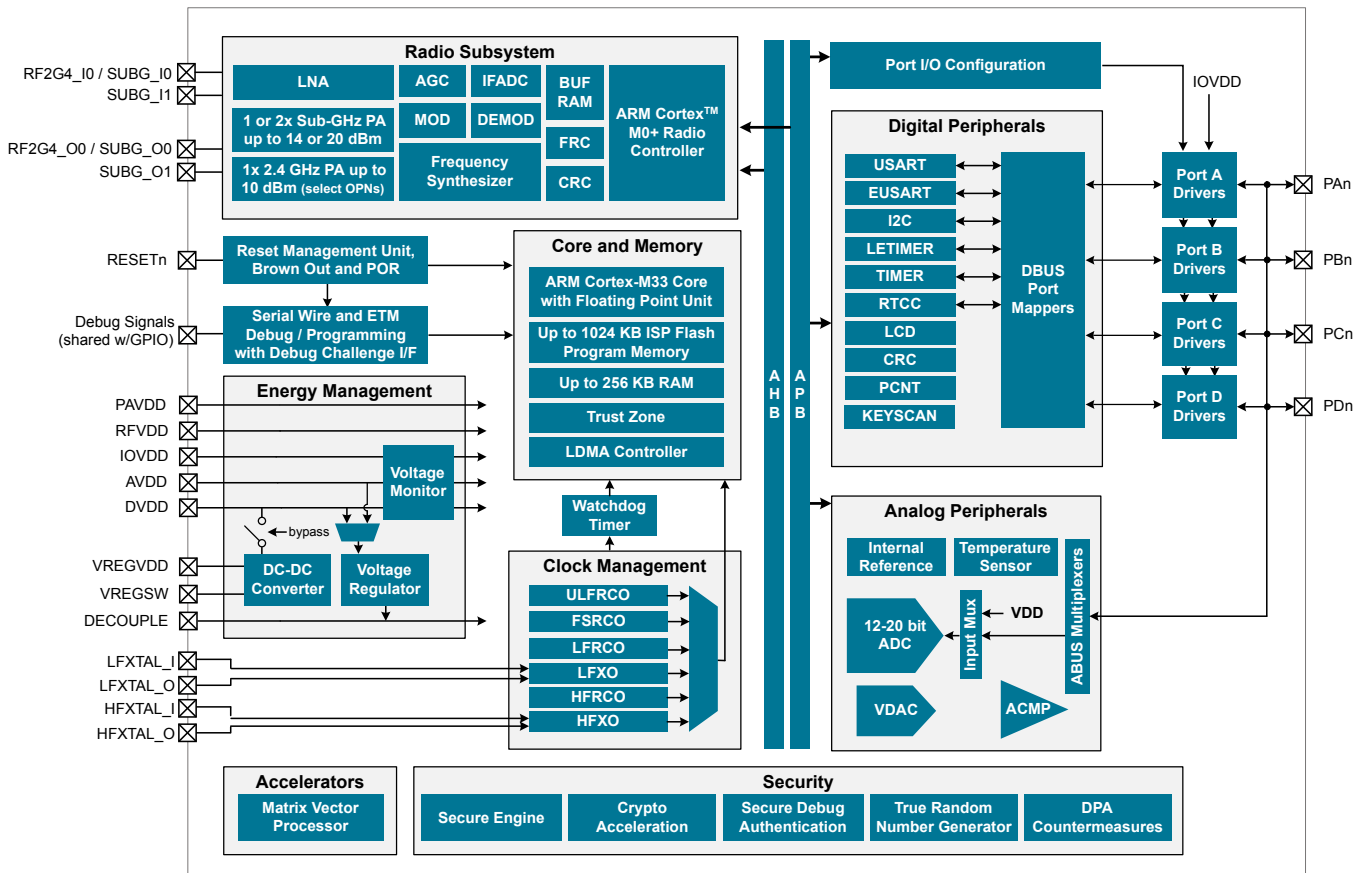 Radio Subsystem
RF2G4_I0 / SUBG_I0
SUBG_I1
RF2G4_O0 / SUBG_O0
SUBG_O1
LNA
1 or 2x Sub-GHz PA
up to 14 or 20 dBm
1x 2.4 GHz PA up to
10 dBm (select OPNs)
AGC
IFADC
MOD
DEMOD
Frequency
Synthesizer
BUF
RAM
FRC
CRC
ARM Cortex™
M0+ Radio
Controller
RESETn
Reset Management Unit,
Brown Out and POR
Debug Signals
(shared w/GPIO)
Serial Wire and ETM
Debug / Programming
with Debug Challenge I/F
Core and Memory
ARM Cortex-M33 Core
with Floating Point Unit
Up to 1024 KB ISP Flash
Program Memory
Up to 256 KB RAM
Trust Zone
LDMA Controller
Energy Management
PAVDD
RFVDD
IOVDD
AVDD
DVDD
VREGVDD
VREGSW
DECOUPLE
Voltage
Monitor
bypass
DC-DC
Converter
Voltage
Regulator
Watchdog
Timer
Clock Management
ULFRCO
FSRCO
LFRCO
LFXO
HFRCO
HFXO
LFXTAL_I
LFXTAL_O
HFXTAL_I
HFXTAL_O
A
H
B
A
P
B
Port I/O Configuration
IOVDD
Digital Peripherals
USART
EUSART
I2C
LETIMER
TIMER
RTCC
LCD
CRC
PCNT
KEYSCAN
DBUS
Port
Mappers
Port A
Drivers
Port B
Drivers
Port C
Drivers
Port D
Drivers
PAn
PBn
PCn
PDn
Analog Peripherals
Internal
Reference
Temperature
Sensor
12-20 bit
ADC
Input Mux
VDD
ABUS Multiplexers
VDAC
ACMP
Accelerators
Matrix Vector
Processor
Security
Secure Engine
Crypto
Acceleration
Secure Debug
Authentication
True Random
Number Generator
DPA
Countermeasures